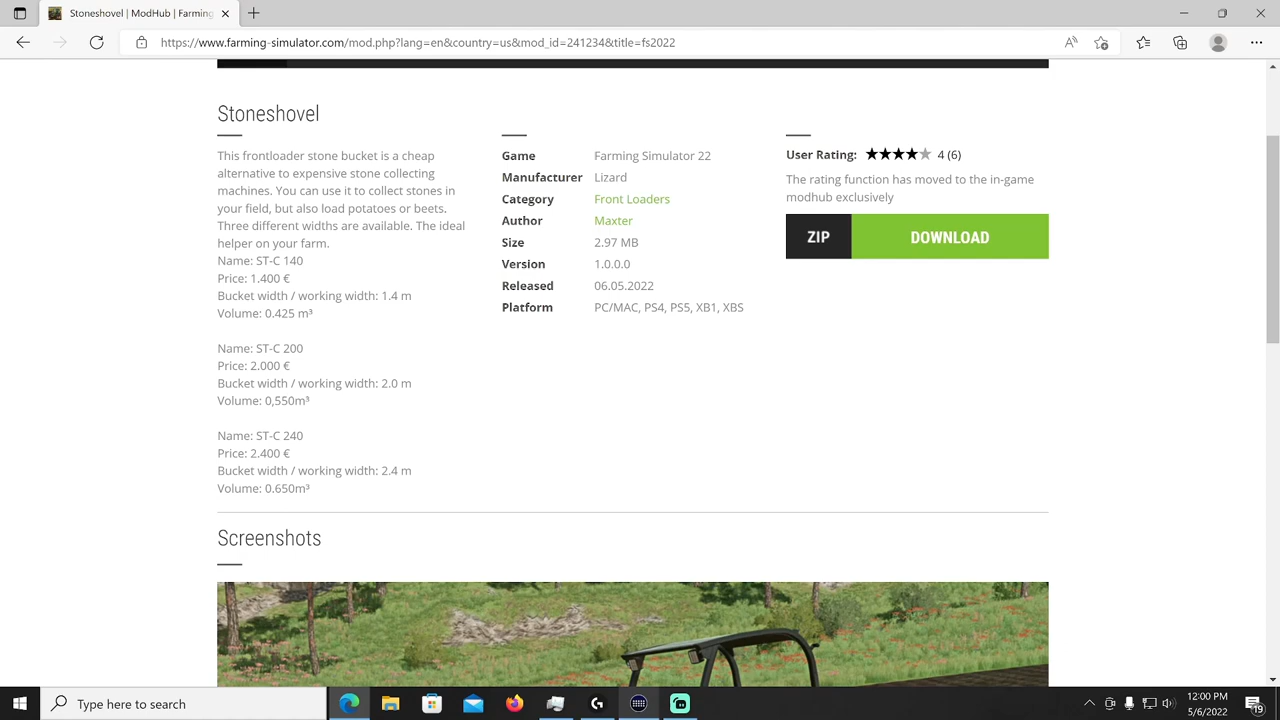 Stoneshovel | ModHub | Farming
https://www.farming-simulator.com/mod.php?lang=en&country=us&mod_id=241234&title=fs2022
Stoneshovel
This frontloader stone bucket is a cheap
alternative to expensive stone collecting
machines. You can use it to collect stones in
your field, but also load potatoes or beets.
Three different widths are available. The ideal
helper on your farm.
Name: ST-C 140
Price: 1.400 €
Bucket width / working width: 1.4 m
Volume: 0.425 m³
Name: ST-C 200
Price: 2.000 €
Bucket width / working width: 2.0 m
Volume: 0,550m³
Name: ST-C 240
Price: 2.400 €
Bucket width / working width: 2.4 m
Volume: 0.650m³
Game Farming Simulator 22
Manufacturer Lizard
Category Front Loaders
Author Maxter
Size 2.97 MB
Version 1.0.0.0
Released 06.05.2022
Platform PC/MAC, PS4, PS5, XB1, XBS
User Rating: 4 (6)
The rating function has moved to the in-game
modhub exclusively
ZIP DOWNLOAD
Screenshots
Type here to search
12:00 PM
5/6/2022
19